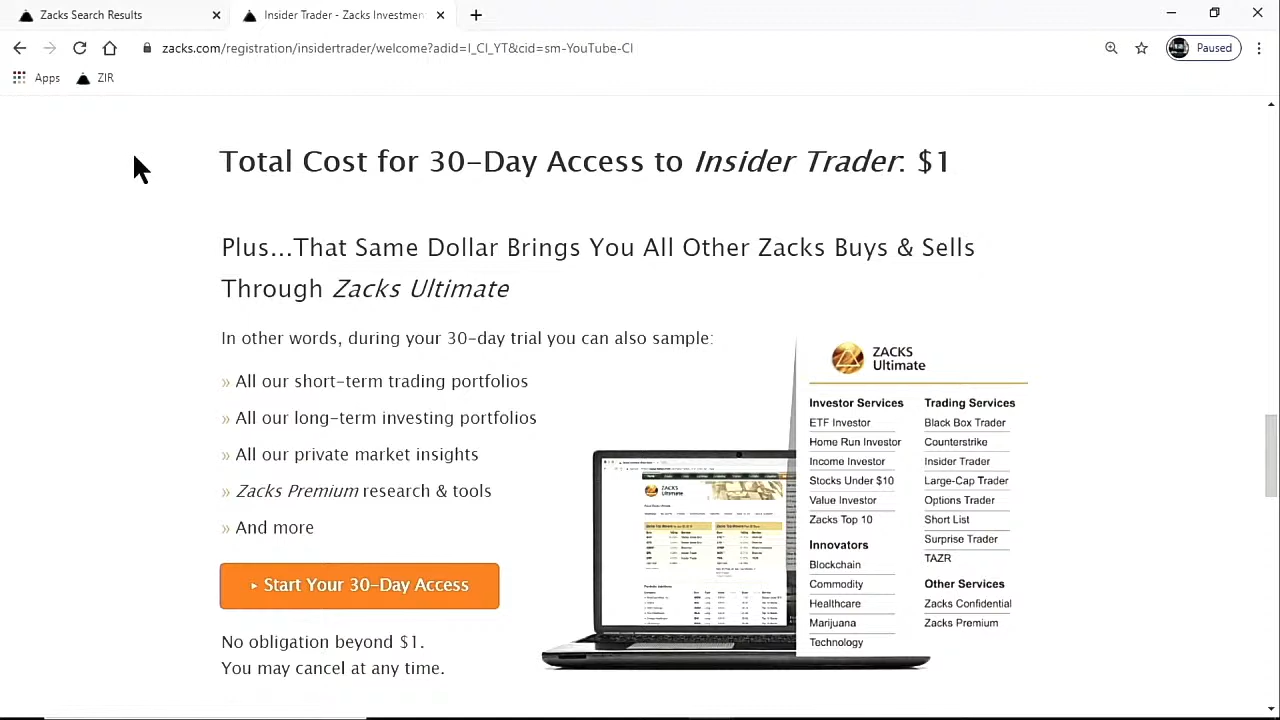 Zacks Search Results
Insider Trader - Zacks Investmen
zacks.com/registration/insidertrader/welcome?adid=I_CI_YT&cid=sm-YouTube-CI
Paused
Apps
ZIR
Total Cost for 30-Day Access to Insider Trader: $1
Plus...That Same Dollar Brings You All Other Zacks Buys & Sells
Through Zacks Ultimate
In other words, during your 30-day trial you can also sample:
» All our short-term trading portfolios
» All our long-term investing portfolios
» All our private market insights
» Zacks Premium research & tools
» And more
Start Your 30-Day Access
No obligation beyond $1.
You may cancel at any time.
ZACKS
Ultimate
Investor Services
ETF Investor
Home Run Investor
Income Investor
Stocks Under $10
Value Investor
Zacks Top 10
Innovators
Blockchain
Commodity
Healthcare
Marijuana
Technology
Trading Services
Black Box Trader
Counterstrike
Insider Trader
Large-Cap Trader
Options Trader
Short List
Surprise Trader
TAZR
Other Services
Zacks Confidential
Zacks Premium
ZACKS
Ultimate